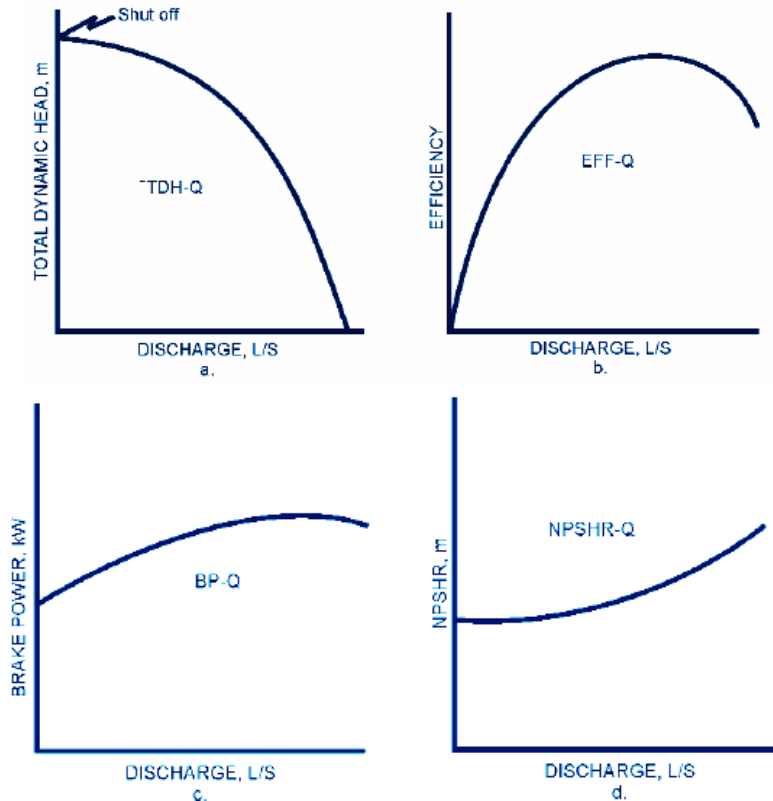 Shut off
TOTAL DYNAMIC HEAD, m
TDH-Q
DISCHARGE, L/S
a.
EFFICIENCY
EFF-Q
DISCHARGE, L/S
b.
BRAKE POWER, kW
BP-Q
DISCHARGE, L/S
c.
NPSHR, m
NPSHR-Q
DISCHARGE, L/S
d.